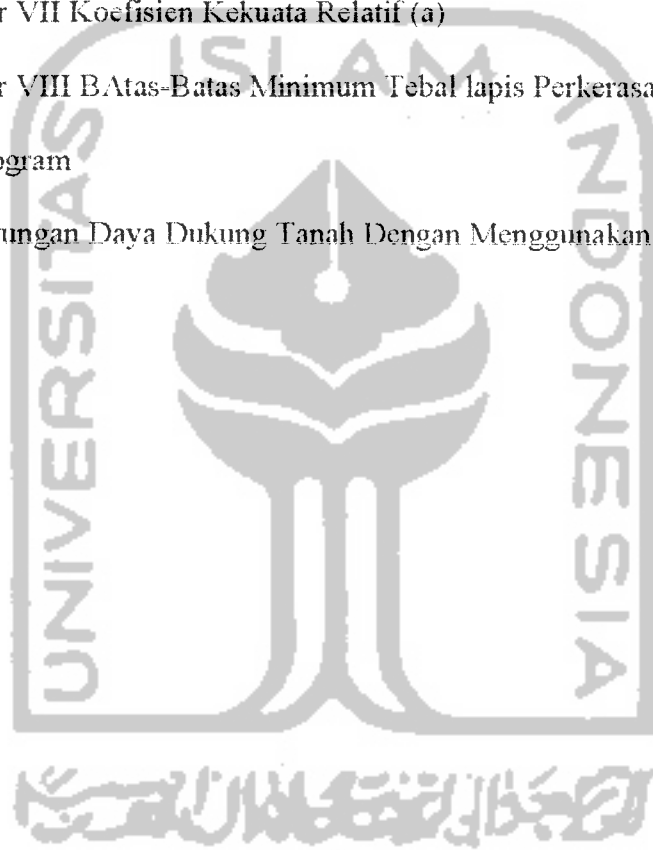 r VII Koefisien Kekuata Relatif (a)
ISLAM
r VIII BAtas-Batas Minimum Tebal lapis Perkerasa
ogram
ungan Daya Dukung Tanah Dengan Menggunakan
UNIVERSITAS
INDONESIA